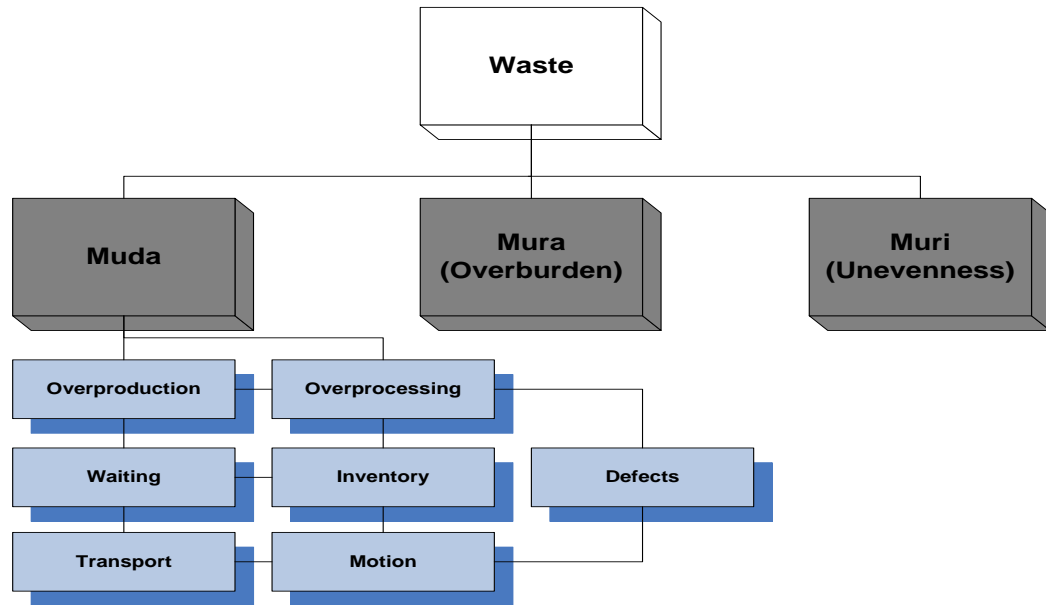 Waste
Muda
Mura
(Overburden)
Muri
(Unevenness)
Overproduction
Overprocessing
Waiting
Inventory
Defects
Transport
Motion